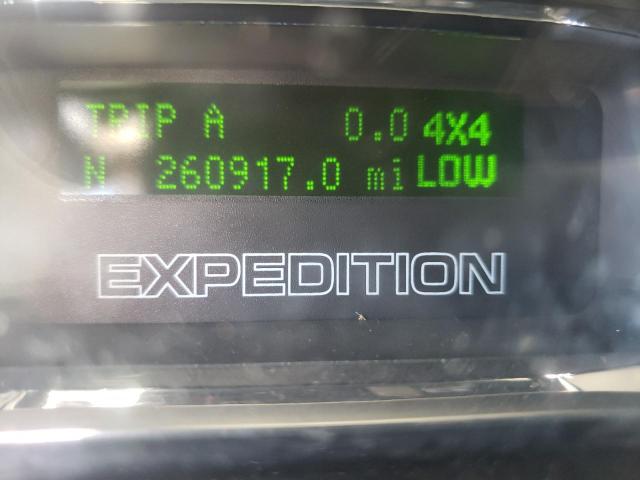 TRIP A 0.0 4X4
N 260917.0 mi LOW
EXPEDITION